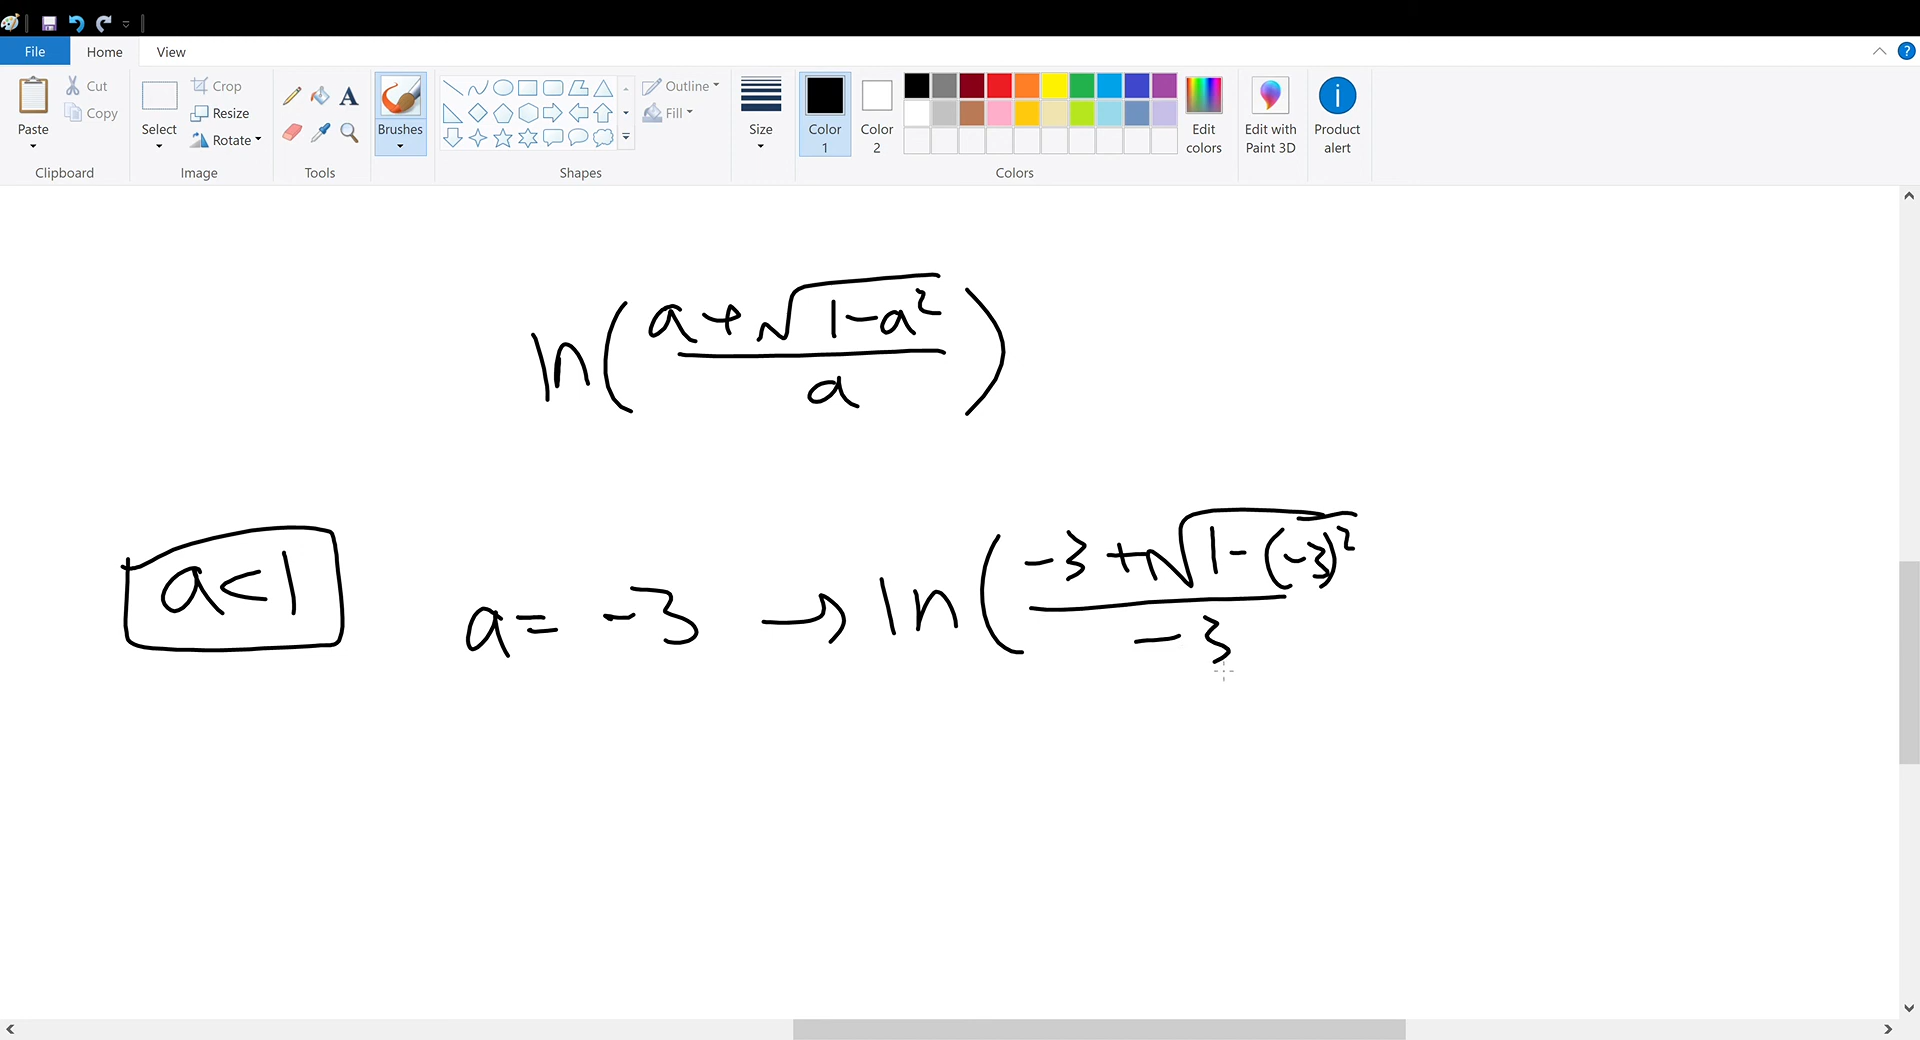 File Home View
Paste
Cut
Copy
Clipboard
Select
Crop
Resize
Rotate
Image
A
Tools
Brushes
Outline
Fill
Shapes
Size
Color 1
Color 2
Edit colors
Edit with Paint 3D
Product alert
Colors
ln((a+√(1-a²))/a)
a<1
a= -3 → ln((-3+√(1-(-3)²)/-3